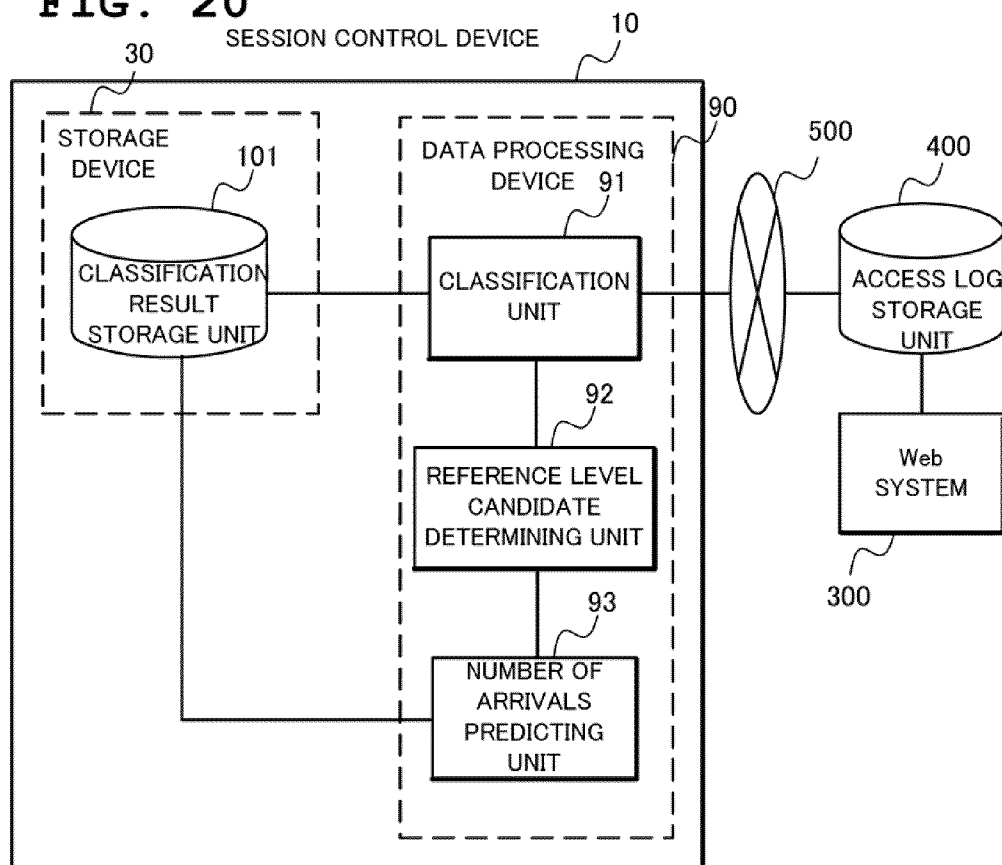 FIG. 20
SESSION CONTROL DEVICE
10
30
STORAGE
DEVICE
101
CLASSIFICATION
RESULT
STORAGE UNIT
90
DATA PROCESSING
DEVICE
91
CLASSIFICATION
UNIT
92
REFERENCE LEVEL
CANDIDATE
DETERMINING UNIT
93
NUMBER OF
ARRIVALS
PREDICTING
UNIT
500
400
ACCESS LOG
STORAGE
UNIT
Web
SYSTEM
300